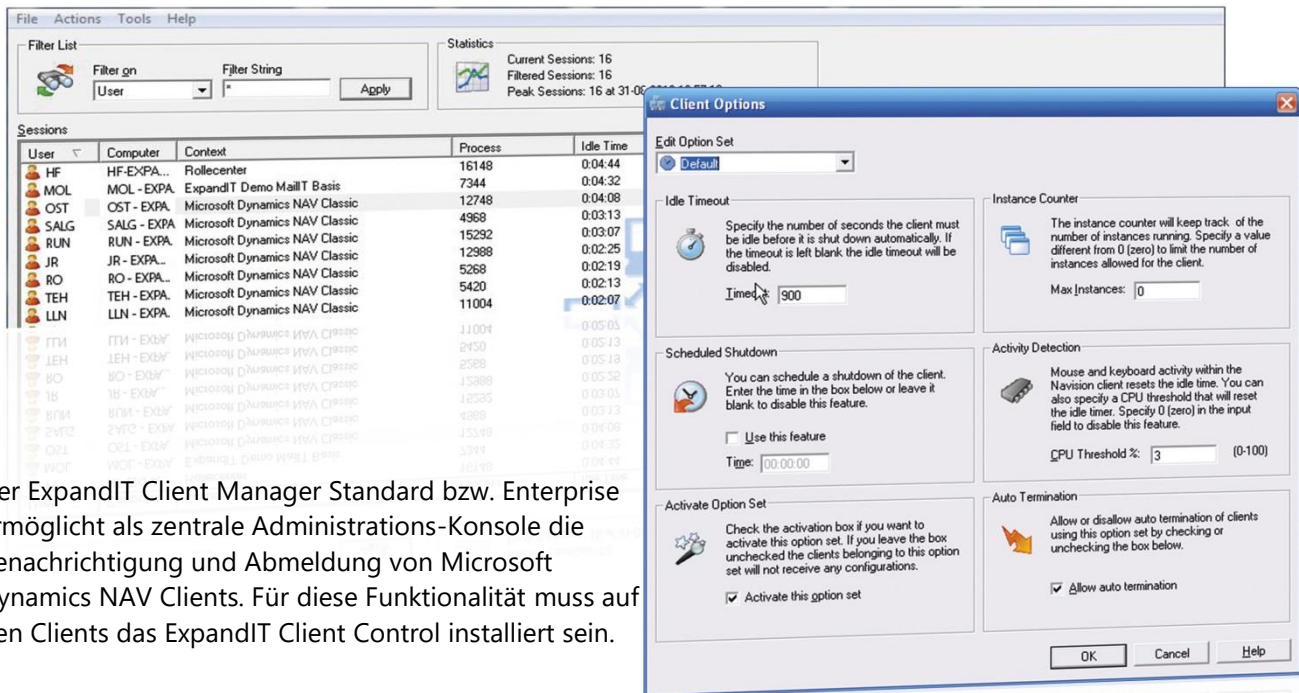 File Actions Tools Help
Filter List
Filter on
Filter String
User
*
Apply
Statistics
Current Sessions: 16
Filtered Sessions: 16
Peak Sessions: 16 at 31-08
Sessions
User Computer Context Process Idle Time
HF HF-EXPA... Rollecenter 16148 0:04:44
MOL MOL - EXPA. ExpandIT Demo MailIT Basis 7344 0:04:32
OST OST - EXPA. Microsoft Dynamics NAV Classic 12748 0:04:08
SALG SALG - EXPA Microsoft Dynamics NAV Classic 4968 0:03:13
RUN RUN - EXPA. Microsoft Dynamics NAV Classic 15292 0:03:07
JR JR - EXPA... Microsoft Dynamics NAV Classic 12988 0:02:25
RO RO - EXPA... Microsoft Dynamics NAV Classic 5268 0:02:19
TEH TEH - EXPA. Microsoft Dynamics NAV Classic 5420 0:02:13
LLN LLN - EXPA. Microsoft Dynamics NAV Classic 11004 0:02:07
er ExpandIT Client Manager Standard bzw. Enterprise
rmöglicht als zentrale Administrations-Konsole die
enachrichtigung und Abmeldung von Microsoft
ynamics NAV Clients. Für diese Funktionalität muss auf
en Clients das ExpandIT Client Control installiert sein.
Client Options
Edit Option Set
Default
Idle Timeout
Specify the number of seconds the client must
be idle before it is shut down automatically. If
the timeout is left blank the idle timeout will be
disabled.
900
Instance Counter
The instance counter will keep track of the
number of instances running. Specify a value
different from 0 (zero) to limit the number of
instances allowed for the client.
Max Instances: 0
Scheduled Shutdown
You can schedule a shutdown of the client.
Enter the time in the box below or leave it
blank to disable this feature.
Use this feature
Time: 00:00:00
Activity Detection
Mouse and keyboard activity within the
Navision client resets the idle time. You can
also specify a CPU threshold that will reset
the idle timer. Specify 0 (zero) in the input
field to disable this feature.
CPU Threshold %: 3 (0-100)
Activate Option Set
Check the activation box if you want to
activate this option set. If you leave the box
unchecked the clients belonging to this option
set will not receive any configurations.
Activate this option set
Auto Termination
Allow or disallow auto termination of clients
using this option set by checking or
unchecking the box below.
Allow auto termination
OK Cancel Help